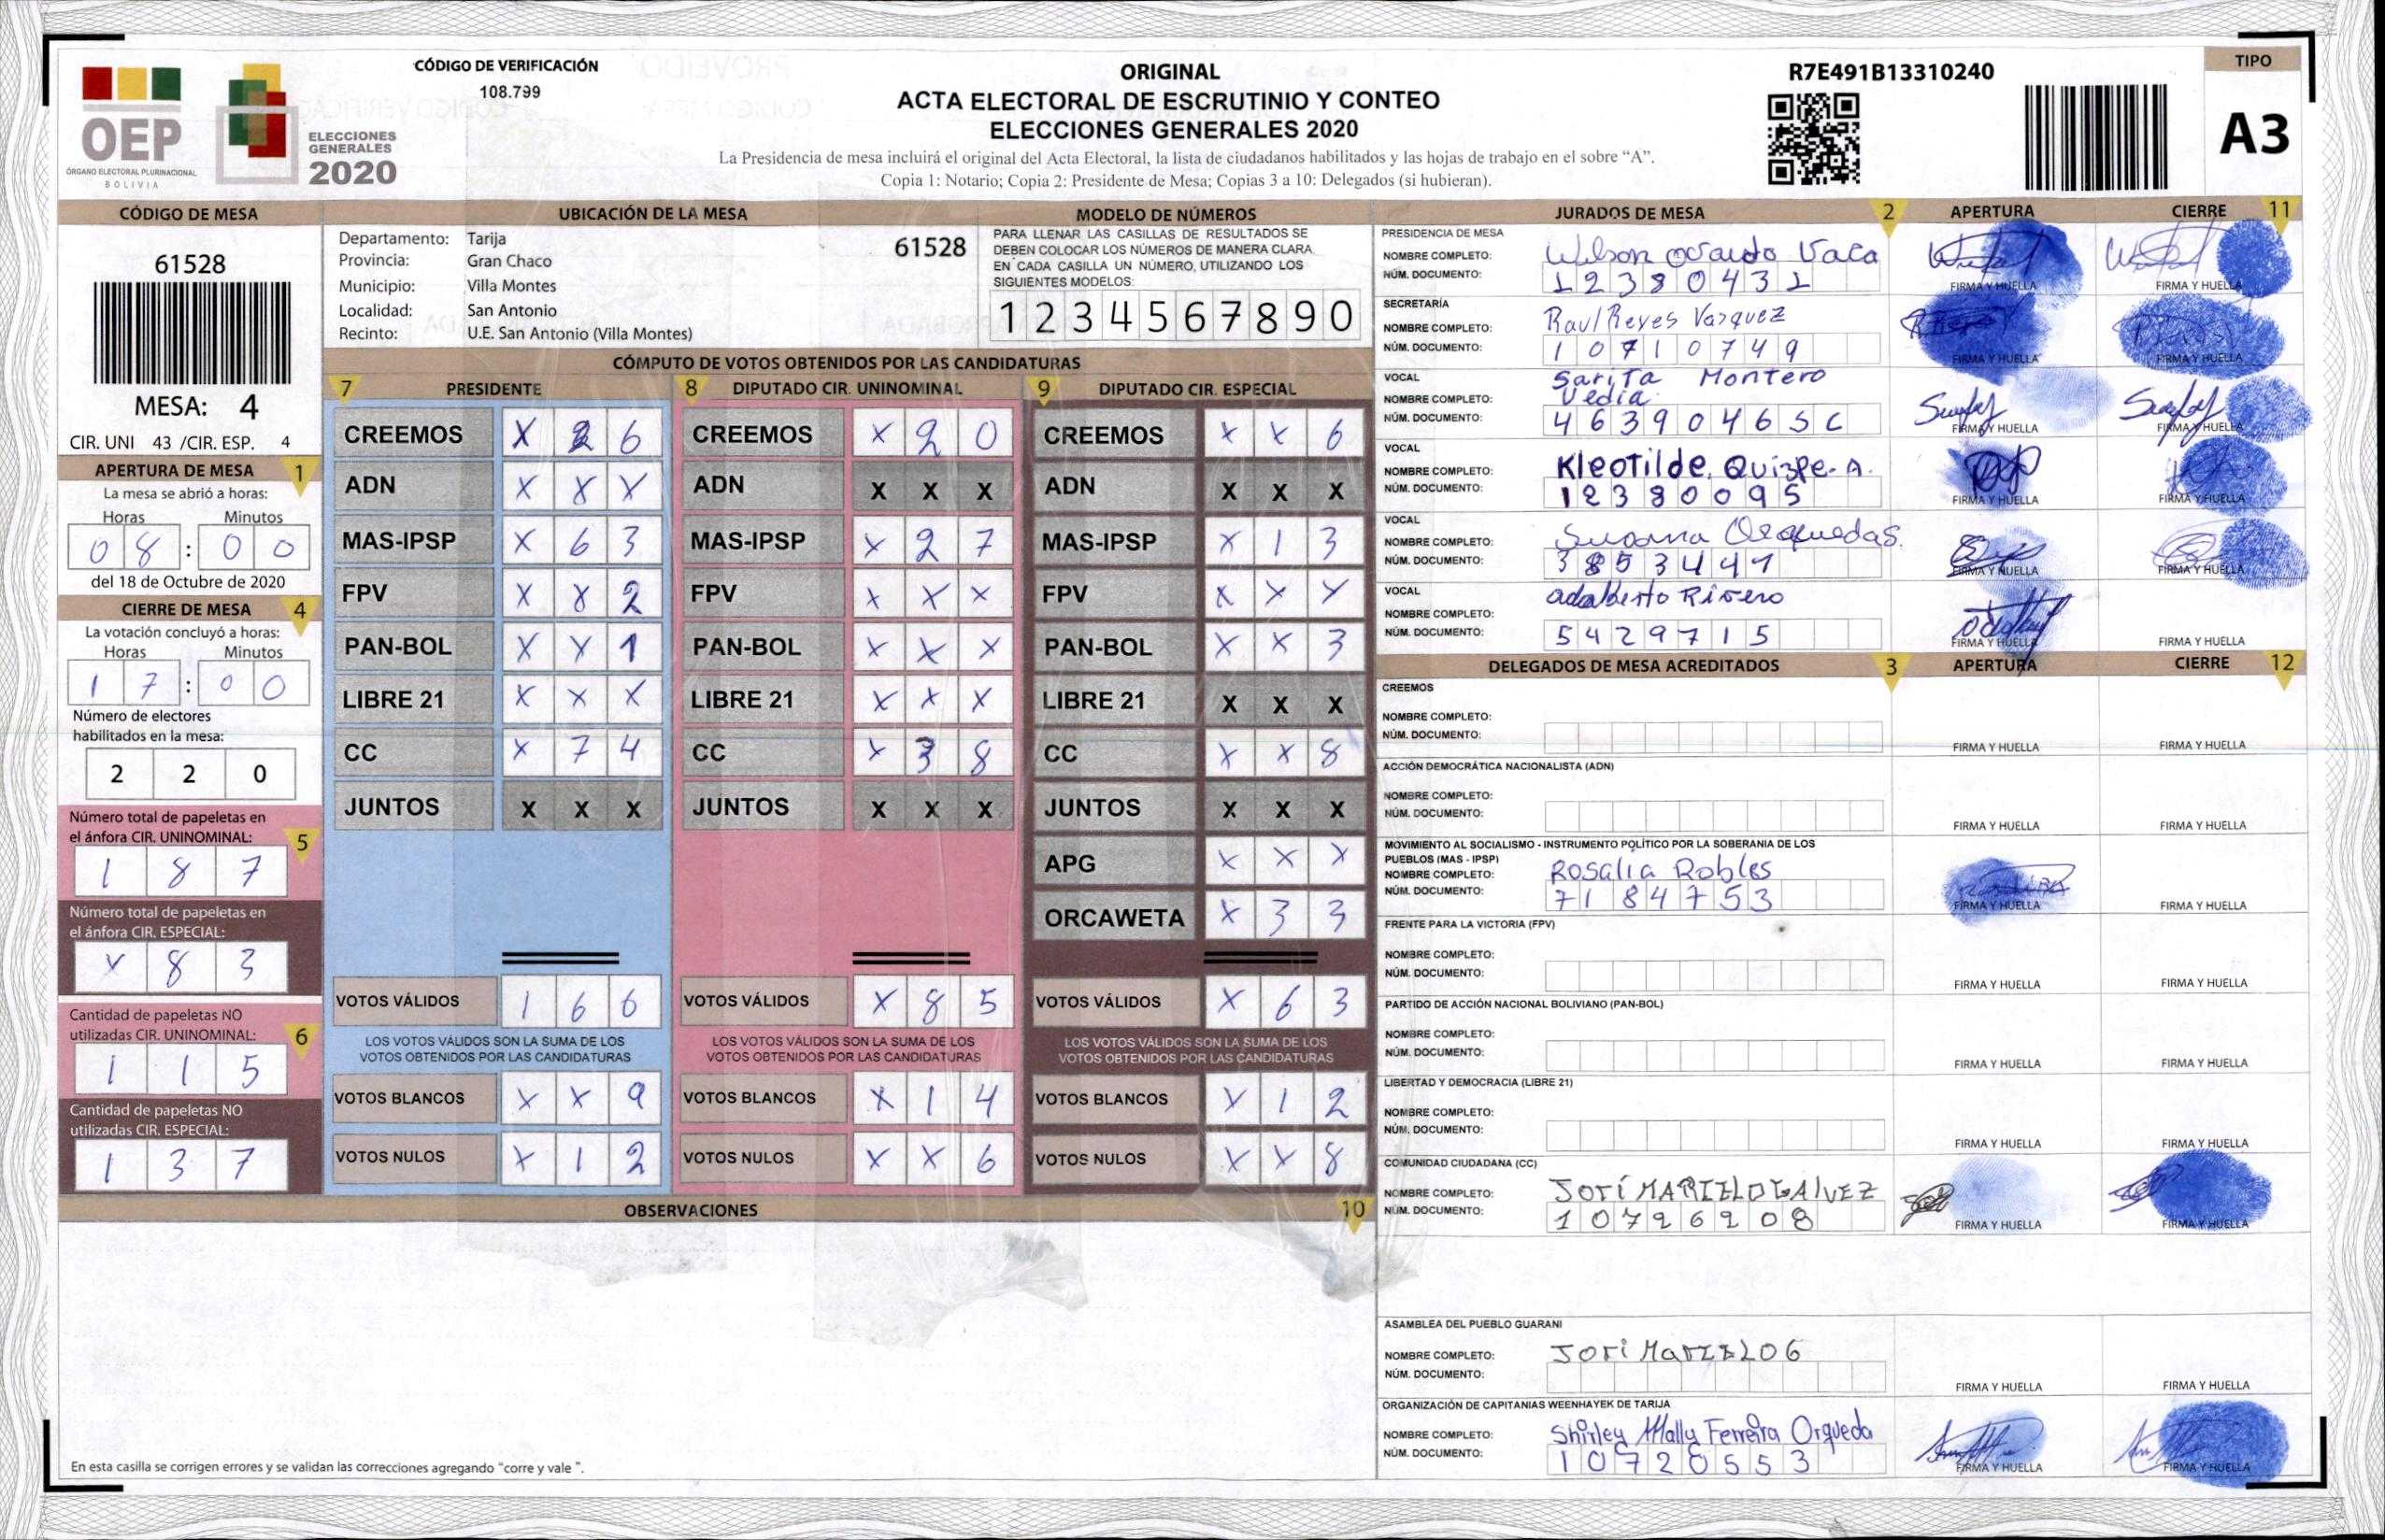 CÓDIGO DE VERIFICACIÓN
108.799
OEP
ÓRGANO ELECTORAL PLURINACIONAL
BOLIVIA
ELECCIONES
GENERALES
2020
ORIGINAL
ACTA ELECTORAL DE ESCRUTINIO Y CONTEO
ELECCIONES GENERALES 2020
La Presidencia de mesa incluirá el original del Acta Electoral, la lista de ciudadanos habilitados y las hojas de trabajo en el sobre “A”.
Copia 1: Notario; Copia 2: Presidente de Mesa; Copias 3 a 10: Delegados (si hubieran).
R7E491B13310240
TIPO
A3
CÓDIGO DE MESA
61528
MESA: 4
CIR. UNI 43 /CIR. ESP. 4
APERTURA DE MESA 1
La mesa se abrió a horas:
Horas Minutos
0 8 : 0 0
del 18 de Octubre de 2020
CIERRE DE MESA 4
La votación concluyó a horas:
Horas Minutos
1 7 : 0 0
Número de electores
habilitados en la mesa:
2 2 0
Número total de papeletas en
el ánfora CIR. UNINOMINAL: 5
1 8 7
Número total de papeletas en
el ánfora CIR. ESPECIAL:
X 8 3
Cantidad de papeletas NO
utilizadas CIR. UNINOMINAL: 6
1 1 5
Cantidad de papeletas NO
utilizadas CIR. ESPECIAL:
1 3 7
UBICACIÓN DE LA MESA
Departamento: Tarija
Provincia: Gran Chaco
Municipio: Villa Montes
Localidad: San Antonio
Recinto: U.E. San Antonio (Villa Montes)
61528
MODELO DE NÚMEROS
PARA LLENAR LAS CASILLAS DE RESULTADOS SE
DEBEN COLOCAR LOS NÚMEROS DE MANERA CLARA
EN CADA CASILLA UN NÚMERO, UTILIZANDO LOS
SIGUIENTES MODELOS:
1 2 3 4 5 6 7 8 9 0
CÓMPUTO DE VOTOS OBTENIDOS POR LAS CANDIDATURAS
7 PRESIDENTE
CREEMOS X 2 6
ADN X X X
MAS-IPSP X 6 3
FPV X X 2
PAN-BOL X X 1
LIBRE 21 X X X
CC X 7 4
JUNTOS X X X
VOTOS VÁLIDOS 1 6 6
LOS VOTOS VÁLIDOS SON LA SUMA DE LOS
VOTOS OBTENIDOS POR LAS CANDIDATURAS
VOTOS BLANCOS X X 9
VOTOS NULOS X 1 2
8 DIPUTADO CIR. UNINOMINAL
CREEMOS X 2 0
ADN X X X
MAS-IPSP X 2 7
FPV X X X
PAN-BOL X X X
LIBRE 21 X X X
CC X 3 8
JUNTOS X X X
VOTOS VÁLIDOS X 8 5
LOS VOTOS VÁLIDOS SON LA SUMA DE LOS
VOTOS OBTENIDOS POR LAS CANDIDATURAS
VOTOS BLANCOS X 1 4
VOTOS NULOS X X 6
9 DIPUTADO CIR. ESPECIAL
CREEMOS X X 6
ADN X X X
MAS-IPSP X 1 3
FPV X X X
PAN-BOL X X 3
LIBRE 21 X X X
CC X X 8
JUNTOS X X X
APG X X X
ORCAWETA X 3 3
VOTOS VÁLIDOS X 6 3
LOS VOTOS VÁLIDOS SON LA SUMA DE LOS
VOTOS OBTENIDOS POR LAS CANDIDATURAS
VOTOS BLANCOS X 1 2
VOTOS NULOS X X 8
OBSERVACIONES 10
En esta casilla se corrigen errores y se validan las correcciones agregando “corre y vale ”.
JURADOS DE MESA 2 APERTURA CIERRE 11
PRESIDENCIA DE MESA
NOMBRE COMPLETO: Wilson Ovando Vaca
NÚM. DOCUMENTO: 12380431
FIRMA Y HUELLA FIRMA Y HUELLA
SECRETARÍA
NOMBRE COMPLETO: Raul Reyes Vazquez
NÚM. DOCUMENTO: 10710749
FIRMA Y HUELLA FIRMA Y HUELLA
VOCAL
NOMBRE COMPLETO: Sarita Montero Vedia
NÚM. DOCUMENTO: 4639046SC
FIRMA Y HUELLA FIRMA Y HUELLA
VOCAL
NOMBRE COMPLETO: Kleotilde. Quizpe. A.
NÚM. DOCUMENTO: 12380095
FIRMA Y HUELLA FIRMA Y HUELLA
VOCAL
NOMBRE COMPLETO: Susana
NÚM. DOCUMENTO: 3853447
FIRMA Y HUELLA FIRMA Y HUELLA
VOCAL
NOMBRE COMPLETO: adalberto Rivero
NÚM. DOCUMENTO: 5429715
FIRMA Y HUELLA FIRMA Y HUELLA
DELEGADOS DE MESA ACREDITADOS 3 APERTURA CIERRE 12
CREEMOS
NOMBRE COMPLETO:
NÚM. DOCUMENTO:
FIRMA Y HUELLA FIRMA Y HUELLA
ACCIÓN DEMOCRÁTICA NACIONALISTA (ADN)
NOMBRE COMPLETO:
NÚM. DOCUMENTO:
FIRMA Y HUELLA FIRMA Y HUELLA
MOVIMIENTO AL SOCIALISMO - INSTRUMENTO POLÍTICO POR LA SOBERANIA DE LOS
PUEBLOS (MAS - IPSP)
NOMBRE COMPLETO: Rosalia Robles
NÚM. DOCUMENTO: 7184753
FIRMA Y HUELLA FIRMA Y HUELLA
FRENTE PARA LA VICTORIA (FPV)
NOMBRE COMPLETO:
NÚM. DOCUMENTO:
FIRMA Y HUELLA FIRMA Y HUELLA
PARTIDO DE ACCIÓN NACIONAL BOLIVIANO (PAN-BOL)
NOMBRE COMPLETO:
NÚM. DOCUMENTO:
FIRMA Y HUELLA FIRMA Y HUELLA
LIBERTAD Y DEMOCRACIA (LIBRE 21)
NOMBRE COMPLETO:
NÚM. DOCUMENTO:
FIRMA Y HUELLA FIRMA Y HUELLA
COMUNIDAD CIUDADANA (CC)
NOMBRE COMPLETO:
NÚM. DOCUMENTO: 10726208
FIRMA Y HUELLA FIRMA Y HUELLA
ASAMBLEA DEL PUEBLO GUARANI
NOMBRE COMPLETO:
NÚM. DOCUMENTO:
FIRMA Y HUELLA FIRMA Y HUELLA
ORGANIZACIÓN DE CAPITANIAS WEENHAYEK DE TARIJA
NOMBRE COMPLETO: Shirley Mally Ferreira Orqueda
NÚM. DOCUMENTO: 10720553
FIRMA Y HUELLA FIRMA Y HUELLA